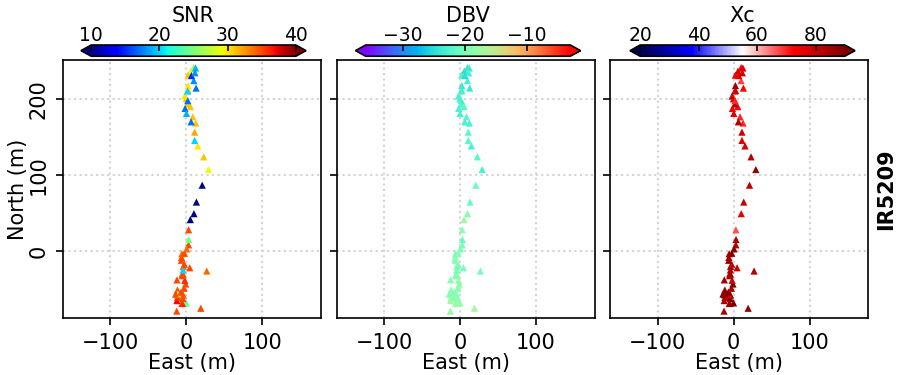 SNR DBV Xc
10 20 30 40 −30 −20 −10 20 40 60 80
200
100
0
North (m)
IR5209
−100 0 100 −100 0 100 −100 0 100
East (m) East (m) East (m)